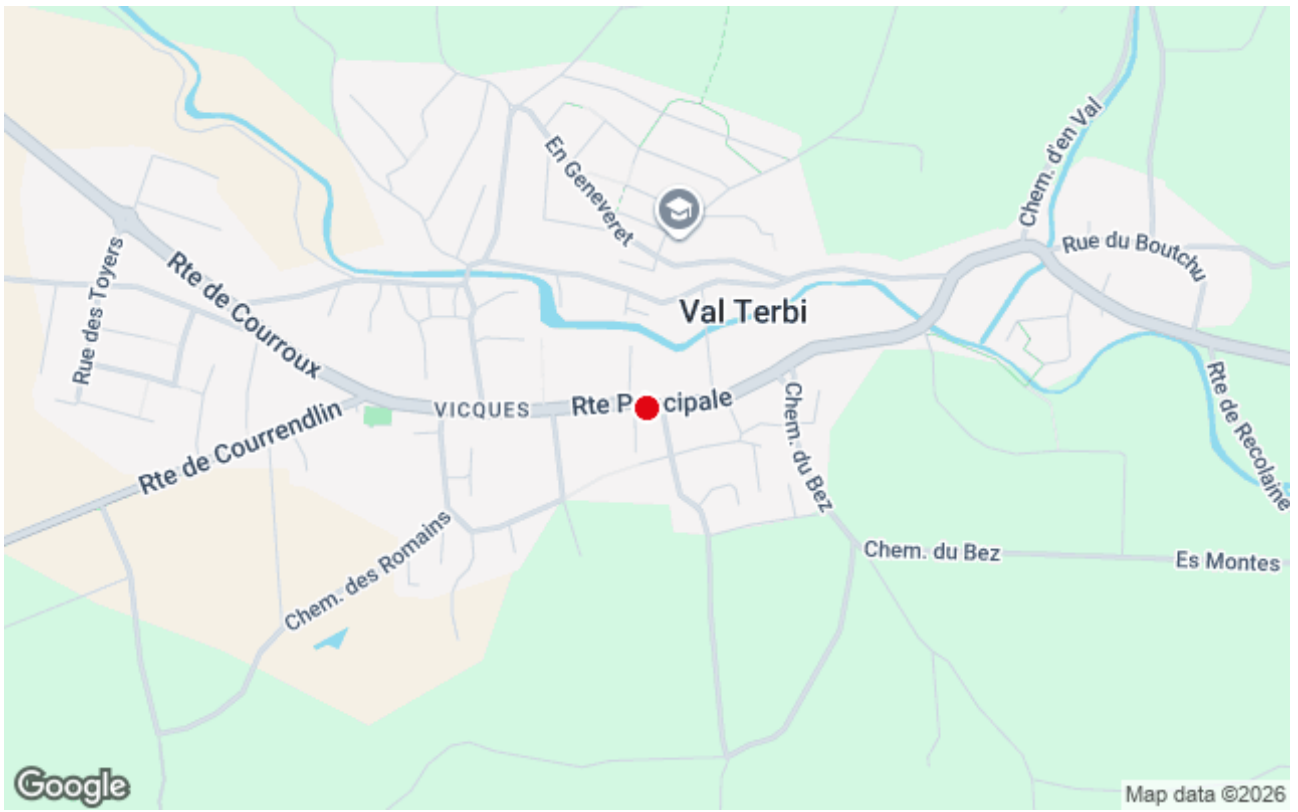 Chem. d'en Val
En Geneveret
Rue du Boutchu
Rte de Courroux
Rue des Toyers
Val Terbi
Rte de Recolaine
VICQUES
Rte Principale
Chem. du Bez
Rte de Courrendlin
Chem. des Romains
Chem. du Bez
Es Montes
Google
Map data ©2026